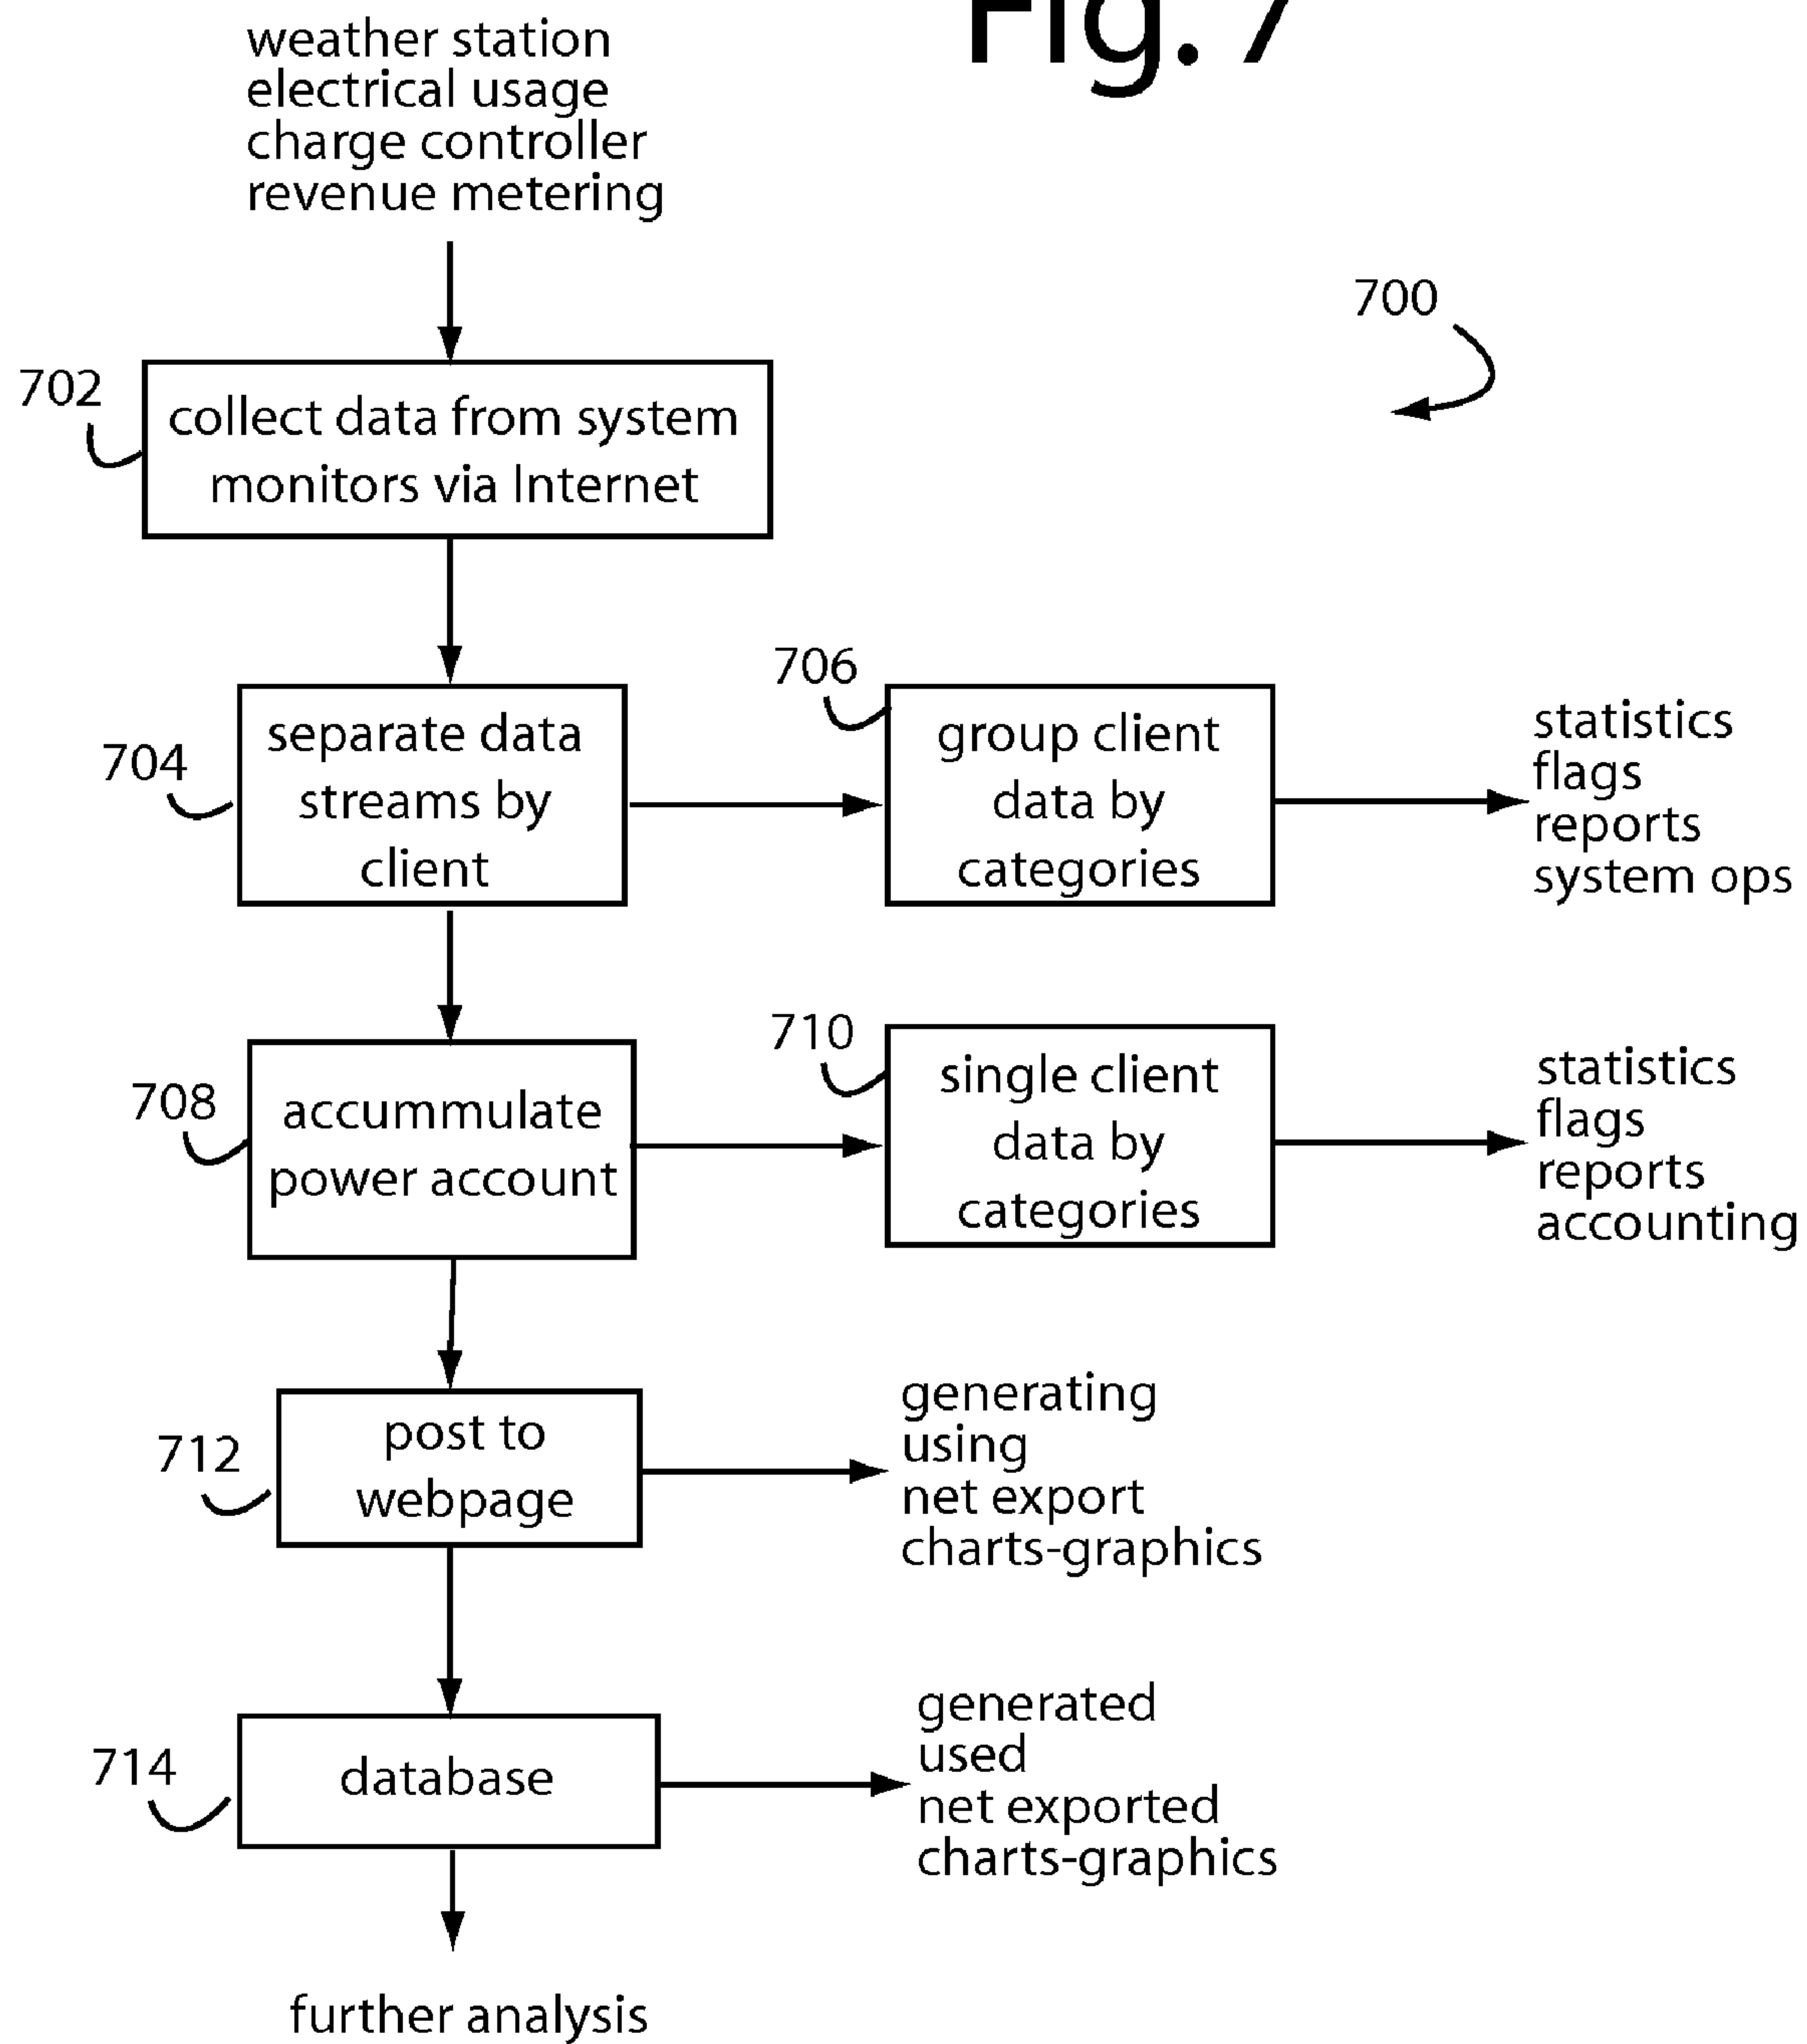 Fig. 7
weather station
electrical usage
charge controller
revenue metering
700
702
collect data from system
monitors via Internet
704
separate data
streams by
client
706
group client
data by
categories
statistics
flags
reports
system ops
708
accummulate
power account
710
single client
data by
categories
statistics
flags
reports
accounting
712
post to
webpage
generating
using
net export
charts-graphics
714
database
generated
used
net exported
charts-graphics
further analysis